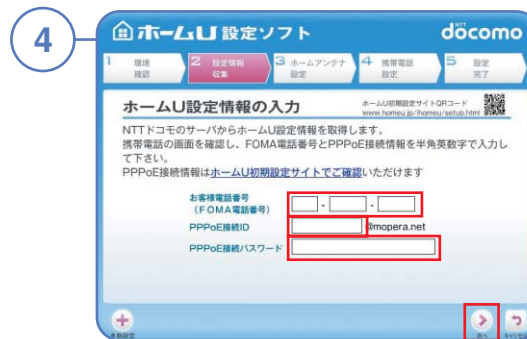 4
ホームU 設定ソフト
NTT
döcomo
1 環境
確認
2 設定情報
収集
3 ホームアンテナ
設定
4 携帯電話
設定
5 設定
完了
ホームU設定情報の入力
ホームU初期設定サイトQRコード
www.homeu.jp/homeu/setup.html
NTTドコモのサーバからホームU設定情報を取得します。
携帯電話の画面を確認し、FOMA電話番号とPPPoE接続情報を半角英数字で入力し
て下さい。
PPPoE接続情報はホームU初期設定サイトでご確認いただけます
お客様電話番号
(FOMA電話番号)
- -
PPPoE接続ID
@mopera.net
PPPoE接続パスワード
次へ
キャンセル